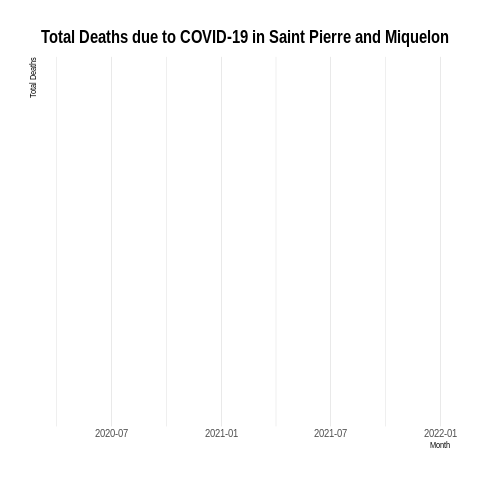 Total Deaths due to COVID-19 in Saint Pierre and Miquelon
Total Deaths
2020-07
2021-01
2021-07
2022-01
Month